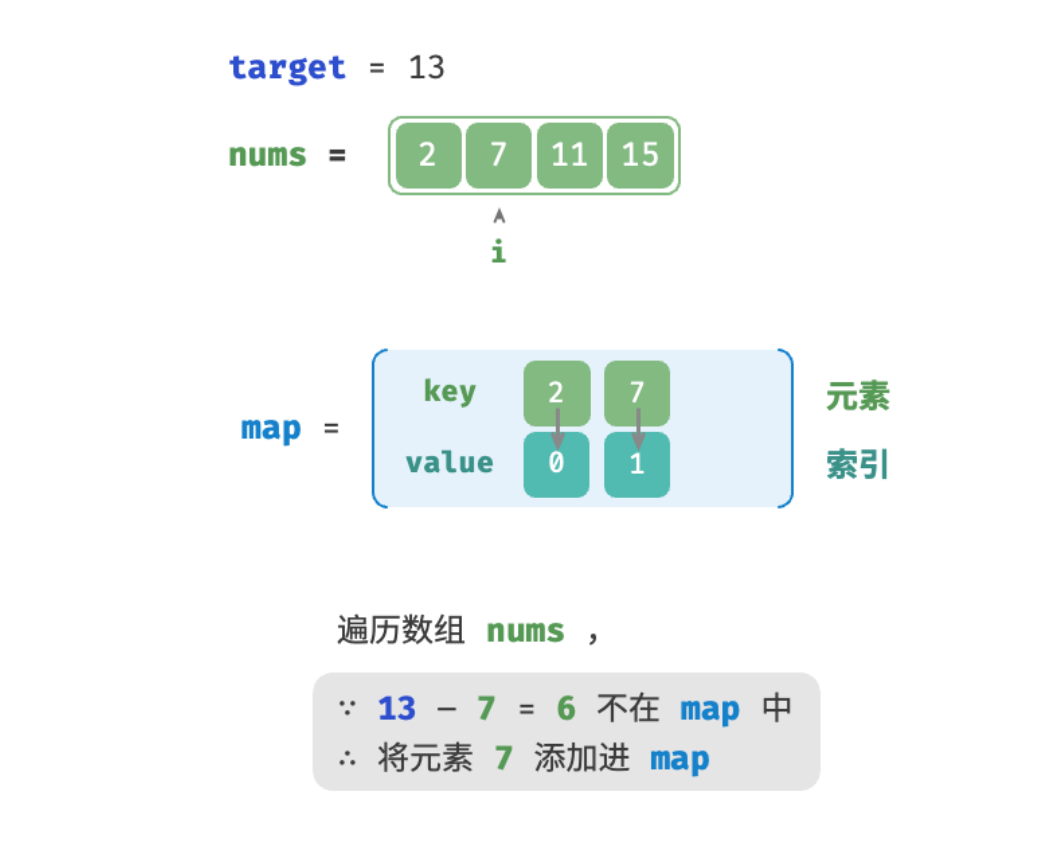 target = 13
nums = 2 7 11 15
i
key 2 7 元素
map =
value 0 1 索引
遍历数组 nums ，
∵ 13 − 7 = 6 不在 map 中
∴ 将元素 7 添加进 map